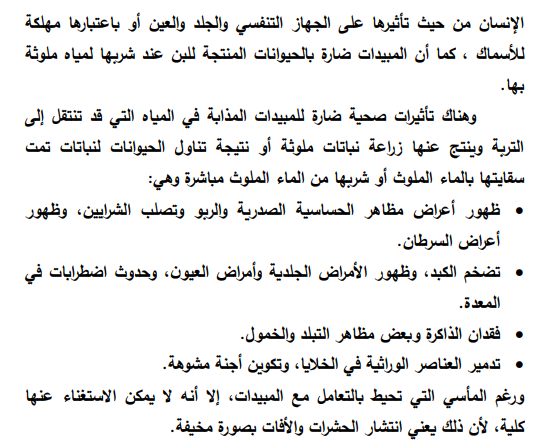 الإنسان من حيث تأثيرها على الجهاز التنفسي والجلد والعين أو باعتبارها مهلكة
للأسماك ، كما أن المبيدات ضارة بالحيوانات المنتجة للبن عند شربها لمياه ملوثة
بها.
وهناك تأثيرات صحية ضارة للمبيدات المذابة في المياه التي قد تنتقل إلى
التربة وينتج عنها زراعة نباتات ملوثة أو نتيجة تناول الحيوانات لنباتات تمت
سقايتها بالماء الملوث أو شربها من الماء الملوث مباشرة وهي:
• ظهور أعراض مظاهر الحساسية الصدرية والربو وتصلب الشرايين، وظهور
أعراض السرطان.
• تضخم الكبد، وظهور الأمراض الجلدية وأمراض العيون، وحدوث اضطرابات في
المعدة.
• فقدان الذاكرة وبعض مظاهر التبلد والخمول.
• تدمير العناصر الوراثية في الخلايا، وتكوين أجنة مشوهة.
ورغم المأسي التي تحيط بالتعامل مع المبيدات، إلا أنه لا يمكن الاستغناء عنها
كلية، لأن ذلك يعني انتشار الحشرات والأفات بصورة مخيفة.